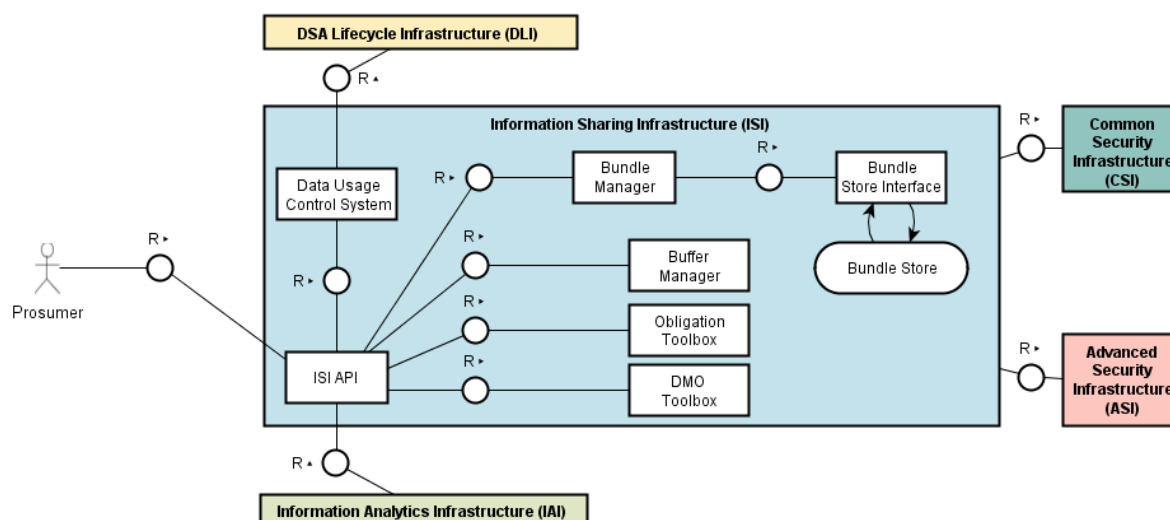 DSA Lifecycle Infrastructure (DLI)
R ▲
Information Sharing Infrastructure (ISI)
R ►
Common
Security
Infrastructure
(CSI)
R ►
Bundle
Manager
R ►
Bundle
Store Interface
Data Usage
Control System
R ►
Prosumer
R ►
R ►
Buffer
Manager
Bundle Store
R ►
Obligation
Toolbox
R ►
Advanced
Security
Infrastructure
(ASI)
ISI API
R ►
DMO
Toolbox
R ▲
Information Analytics Infrastructure (IAI)